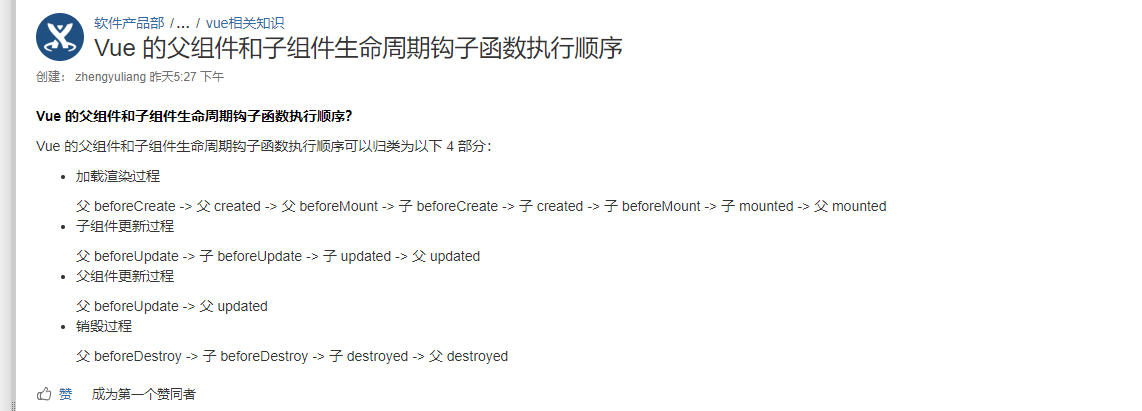 软件产品部 /... / vue相关知识
Vue 的父组件和子组件生命周期钩子函数执行顺序
创建： zhengyuliang 昨天5:27 下午
Vue 的父组件和子组件生命周期钩子函数执行顺序？
Vue 的父组件和子组件生命周期钩子函数执行顺序可以归类为以下 4 部分：
• 加载渲染过程
父 beforeCreate -> 父 created -> 父 beforeMount -> 子 beforeCreate -> 子 created -> 子 beforeMount -> 子 mounted -> 父 mounted
• 子组件更新过程
父 beforeUpdate -> 子 beforeUpdate -> 子 updated -> 父 updated
• 父组件更新过程
父 beforeUpdate -> 父 updated
• 销毁过程
父 beforeDestroy -> 子 beforeDestroy -> 子 destroyed -> 父 destroyed
赞 成为第一个赞同者